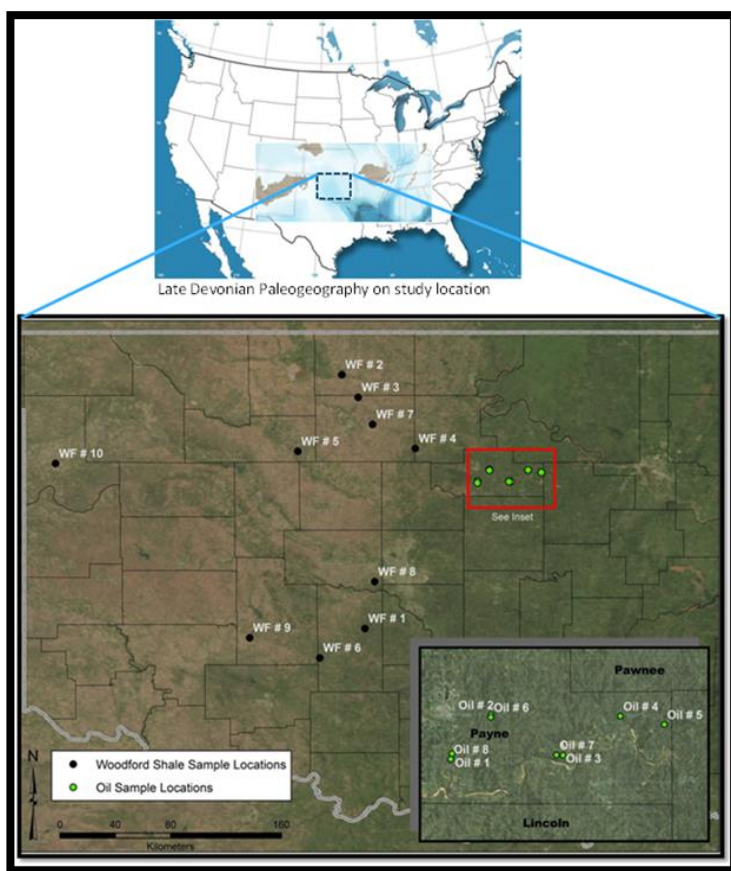 Late Devonian Paleogeography on study location
WF # 2
WF # 3
WF # 7
WF # 5
WF # 4
WF # 10
See Inset
WF # 8
WF # 1
WF # 9
WF # 6
Pawnee
Oil # 2 Oil # 6
Oil # 4
Oil # 5
Payne
Oil # 8
Oil # 7
Oil # 1
Oil # 3
Lincoln
N
Woodford Shale Sample Locations
Oil Sample Locations
0 40 80 160
Kilometers